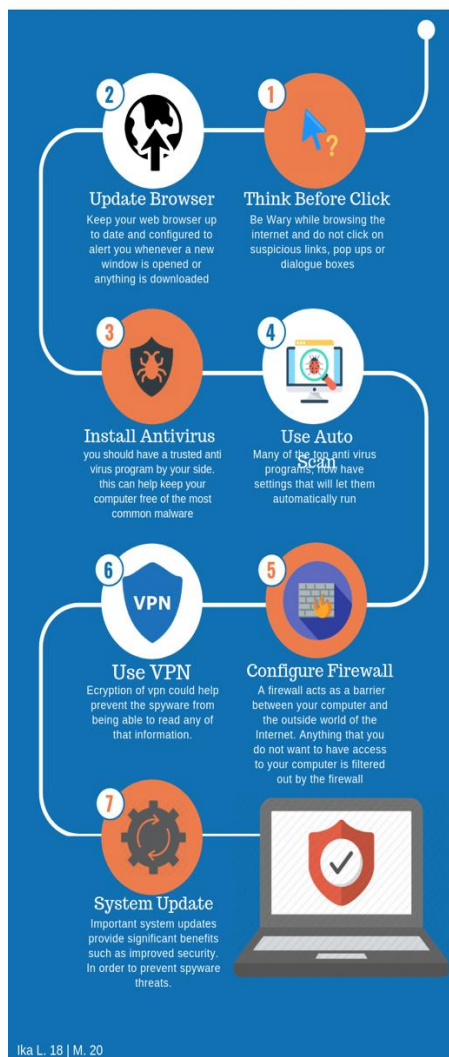 1
Think Before Click
Be Wary while browsing the
internet and do not click on
suspicious links, pop ups or
dialogue boxes
2
Update Browser
Keep your web browser up
to date and configured to
alert you whenever a new
window is opened or
anything is downloaded
3
Install Antivirus
you should have a trusted anti
virus program by your side.
this can help keep your
computer free of the most
common malware
4
Use Auto
Scan
Many of the top anti virus
programs, now have
settings that will let them
automatically run
5
Configure Firewall
A firewall acts as a barrier
between your computer and
the outside world of the
Internet. Anything that you
do not want to have access
to your computer is filtered
out by the firewall
6
VPN
Use VPN
Ecryption of vpn could help
prevent the spyware from
being able to read any of
that information.
7
System Update
Important system updates
provide significant benefits
such as improved security.
In order to prevent spyware
threats.
Ika L. 18 | M. 20